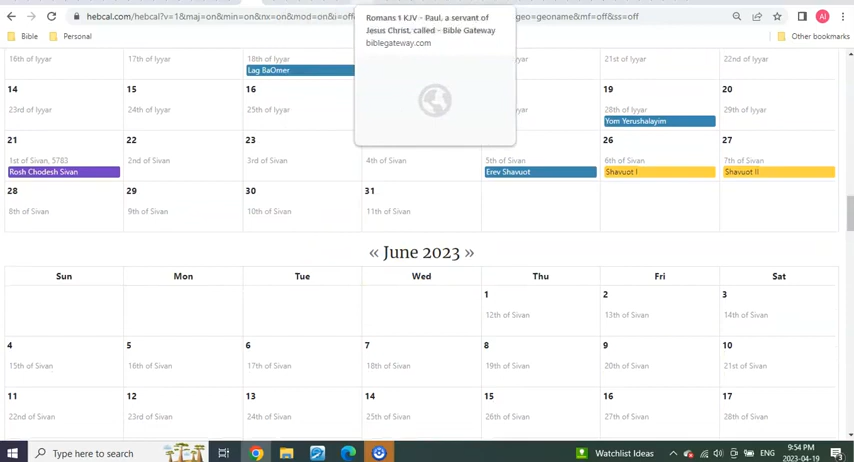 hebcal.com/hebcal?v=1&maj=on&min=on&nx=on&mod=on&i=off
geo=geoname&mf=off&ss=off
AI
Bible
Personal
Other bookmarks
Romans 1 KJV - Paul, a servant of
Jesus Christ, called - Bible Gateway
biblegateway.com
16th of Iyyar
17th of Iyyar
18th of Iyyar
21st of Iyyar
22nd of Iyyar
Lag BaOmer
14
15
16
19
20
23rd of Iyyar
24th of Iyyar
25th of Iyyar
28th of Iyyar
29th of Iyyar
Yom Yerushalayim
21
22
23
26
27
1st of Sivan, 5783
2nd of Sivan
3rd of Sivan
4th of Sivan
5th of Sivan
6th of Sivan
7th of Sivan
Rosh Chodesh Sivan
Erev Shavuot
Shavuot I
Shavuot II
28
29
30
31
8th of Sivan
9th of Sivan
10th of Sivan
11th of Sivan
« June 2023 »
Sun
Mon
Tue
Wed
Thu
Fri
Sat
1
2
3
12th of Sivan
13th of Sivan
14th of Sivan
4
5
6
7
8
9
10
15th of Sivan
16th of Sivan
17th of Sivan
18th of Sivan
19th of Sivan
20th of Sivan
21st of Sivan
11
12
13
14
15
16
17
22nd of Sivan
23rd of Sivan
24th of Sivan
25th of Sivan
26th of Sivan
27th of Sivan
28th of Sivan
Type here to search
Watchlist Ideas
ENG
9:54 PM
2023-04-19
3